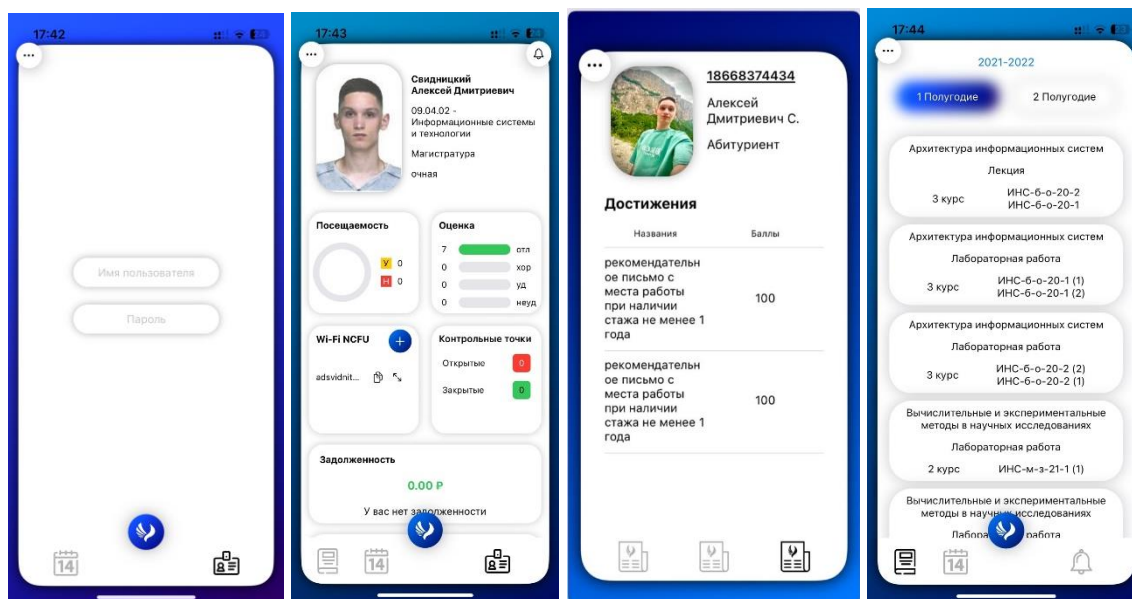 17:42
Имя пользователя
Пароль
14
17:43
Свидницкий
Алексей Дмитриевич
09.04.02 -
Информационные системы
и технологии
Магистратура
очная
Посещаемость
У 0
Н 0
Оценка
7 отл
0 хор
0 уд
0 неуд
Wi-Fi NCFU
+
adsvidnit...
Контрольные точки
Открытые 0
Закрытые 0
Задолженность
0.00 ₽
У вас нет задолженности
14
18668374434
Алексей
Дмитриевич С.
Абитуриент
Достижения
Названия Баллы
рекомендательн
ое письмо с
места работы
при наличии
стажа не менее 1
года
100
рекомендательн
ое письмо с
места работы
при наличии
стажа не менее 1
года
100
17:44
2021-2022
1 Полугодие 2 Полугодие
Архитектура информационных систем
Лекция
3 курс
ИНС-б-о-20-2
ИНС-б-о-20-1
Архитектура информационных систем
Лабораторная работа
3 курс
ИНС-б-о-20-1 (1)
ИНС-б-о-20-1 (2)
Архитектура информационных систем
Лабораторная работа
3 курс
ИНС-б-о-20-2 (2)
ИНС-б-о-20-2 (1)
Вычислительные и экспериментальные
методы в научных исследованиях
Лабораторная работа
2 курс ИНС-м-з-21-1 (1)
Вычислительные и экспериментальные
методы в научных исследованиях
Лабораторная работа
14